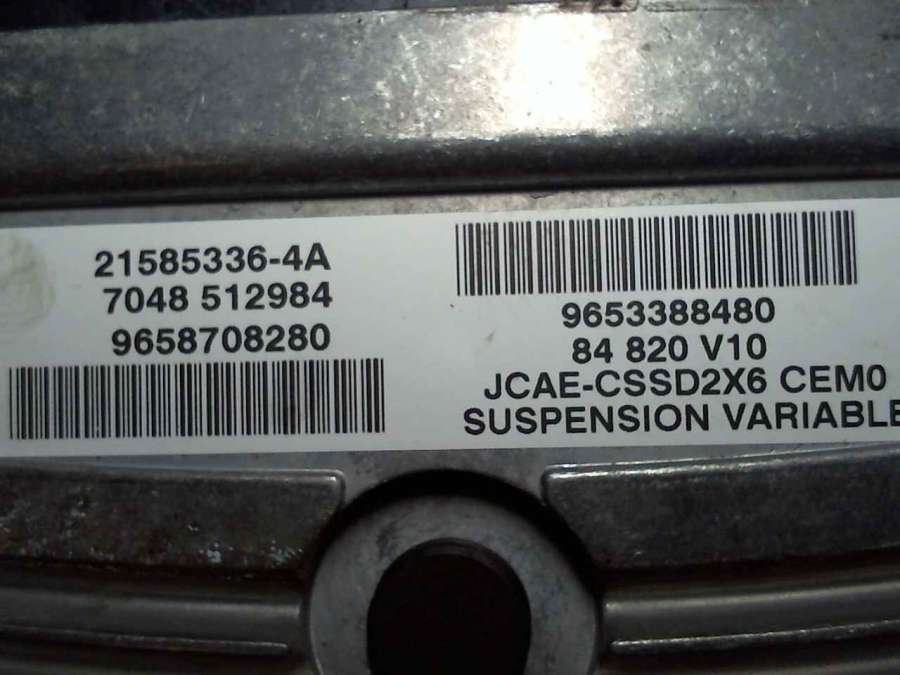 21585336-4A
7048 512984
9658708280
9653388480
84 820 V10
JCAE-CSSD2X6 CEM0
SUSPENSION VARIABLE